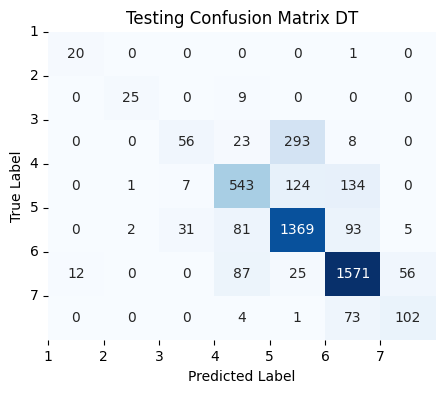 Testing Confusion Matrix DT
1
20 0 0 0 0 1 0
2
0 25 0 9 0 0 0
3
0 0 56 23 293 8 0
4
0 1 7 543 124 134 0
5
0 2 31 81 1369 93 5
6
12 0 0 87 25 1571 56
7
0 0 0 4 1 73 102
True Label
1 2 3 4 5 6 7
Predicted Label